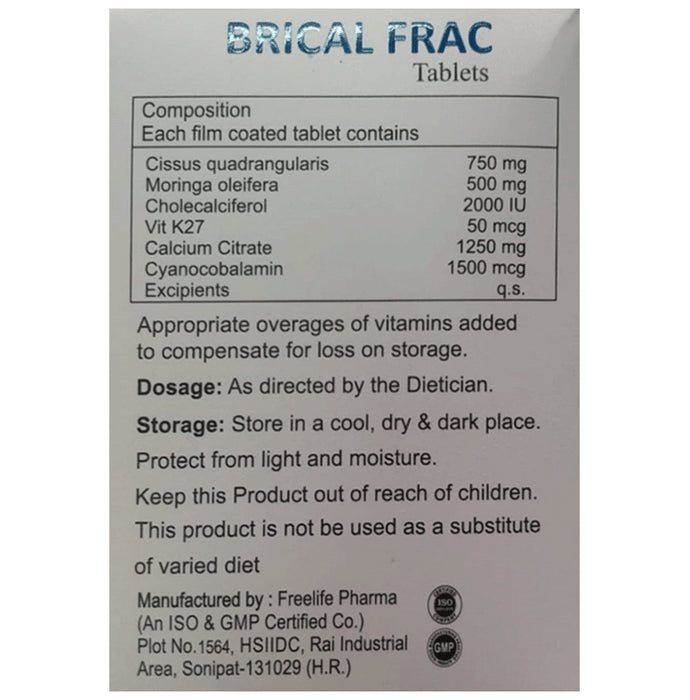 BRICAL FRAC
Tablets
Composition
Each film coated tablet contains
Cissus quadrangularis 750 mg
Moringa oleifera 500 mg
Cholecalciferol 2000 IU
Vit K27 50 mcg
Calcium Citrate 1250 mg
Cyanocobalamin 1500 mcg
Excipients q.s.
Appropriate overages of vitamins added
to compensate for loss on storage.
Dosage: As directed by the Dietician.
Storage: Store in a cool, dry & dark place.
Protect from light and moisture.
Keep this Product out of reach of children.
This product is not be used as a substitute
of varied diet
Manufactured by : Freelife Pharma
(An ISO & GMP Certified Co.)
Plot No.1564, HSIIDC, Rai Industrial
Area, Sonipat-131029 (H.R.)
ISO
GMP